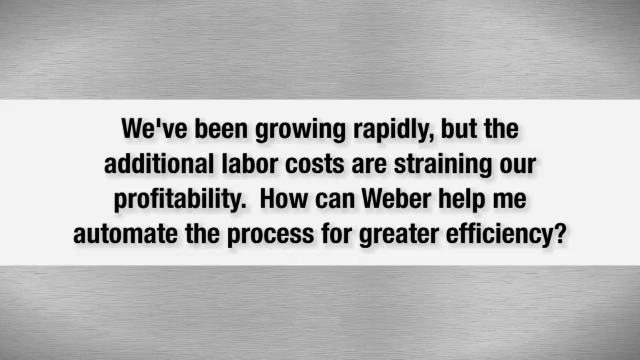 We've been growing rapidly, but the
additional labor costs are straining our
profitability.  How can Weber help me
automate the process for greater efficiency?